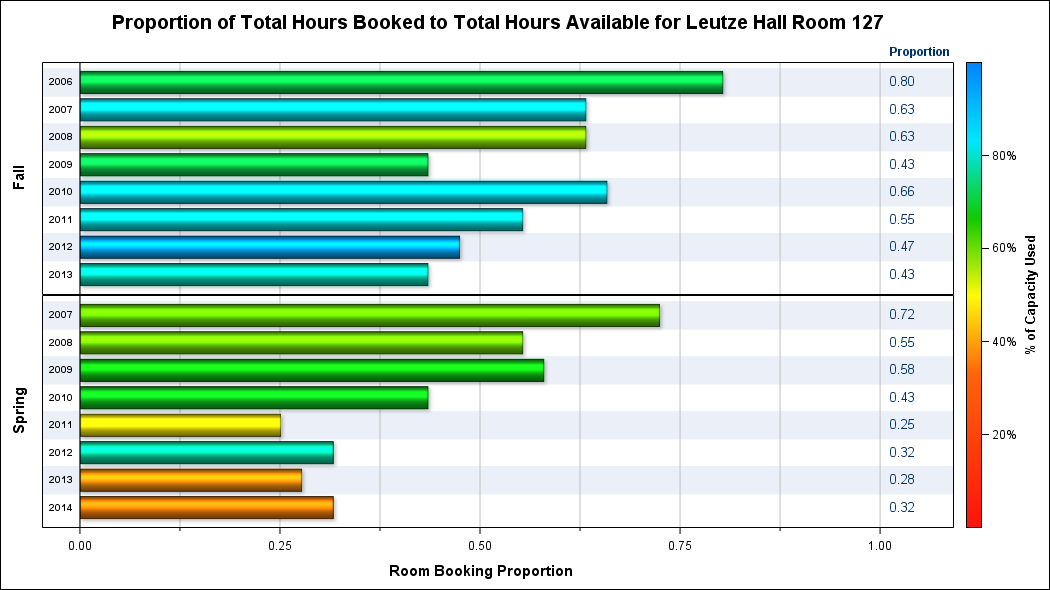 Proportion of Total Hours Booked to Total Hours Available for Leutze Hall Room 127
Proportion
Fall
2006 0.80
2007 0.63
2008 0.63
2009 0.43
2010 0.66
2011 0.55
2012 0.47
2013 0.43
Spring
2007 0.72
2008 0.55
2009 0.58
2010 0.43
2011 0.25
2012 0.32
2013 0.28
2014 0.32
0.00 0.25 0.50 0.75 1.00
Room Booking Proportion
80%
60%
40%
20%
% of Capacity Used